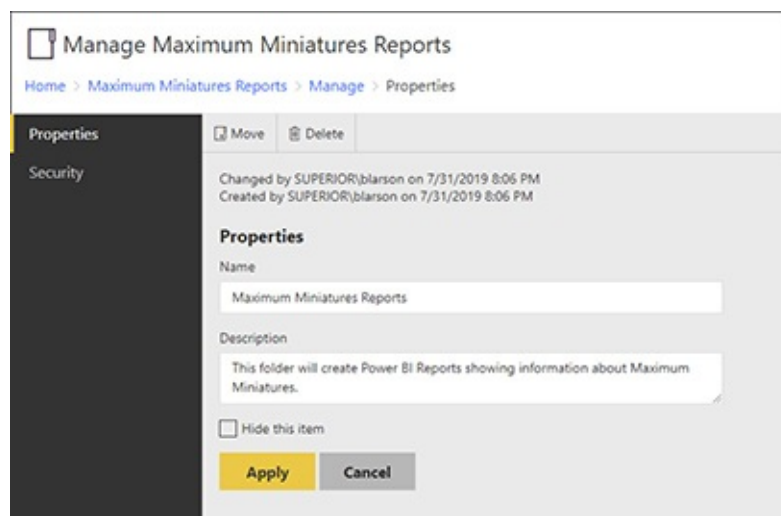 Manage Maximum Miniatures Reports
Home > Maximum Miniatures Reports > Manage > Properties
Properties
Security
Move Delete
Changed by SUPERIOR\blarson on 7/31/2019 8:06 PM
Created by SUPERIOR\blarson on 7/31/2019 8:06 PM
Properties
Name
Maximum Miniatures Reports
Description
This folder will create Power BI Reports showing information about Maximum
Miniatures.
Hide this item
Apply Cancel